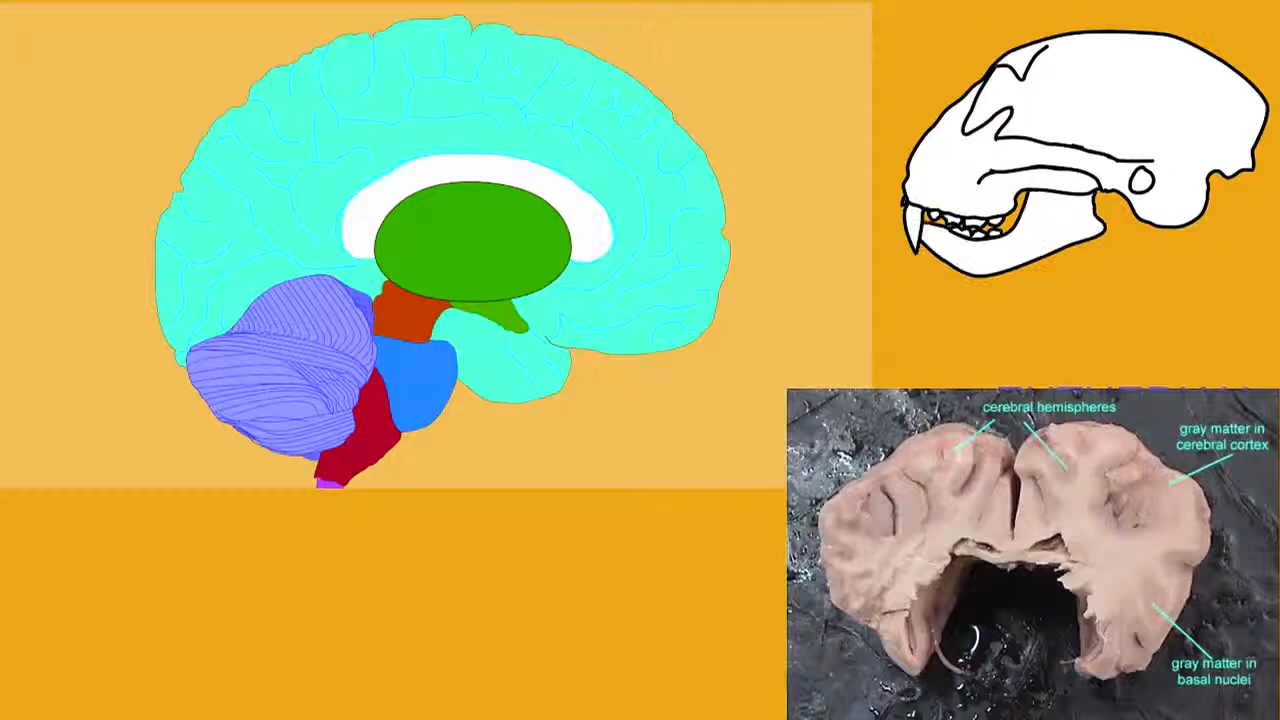 cerebral hemispheres
gray matter in
cerebral cortex
gray matter in
basal nuclei